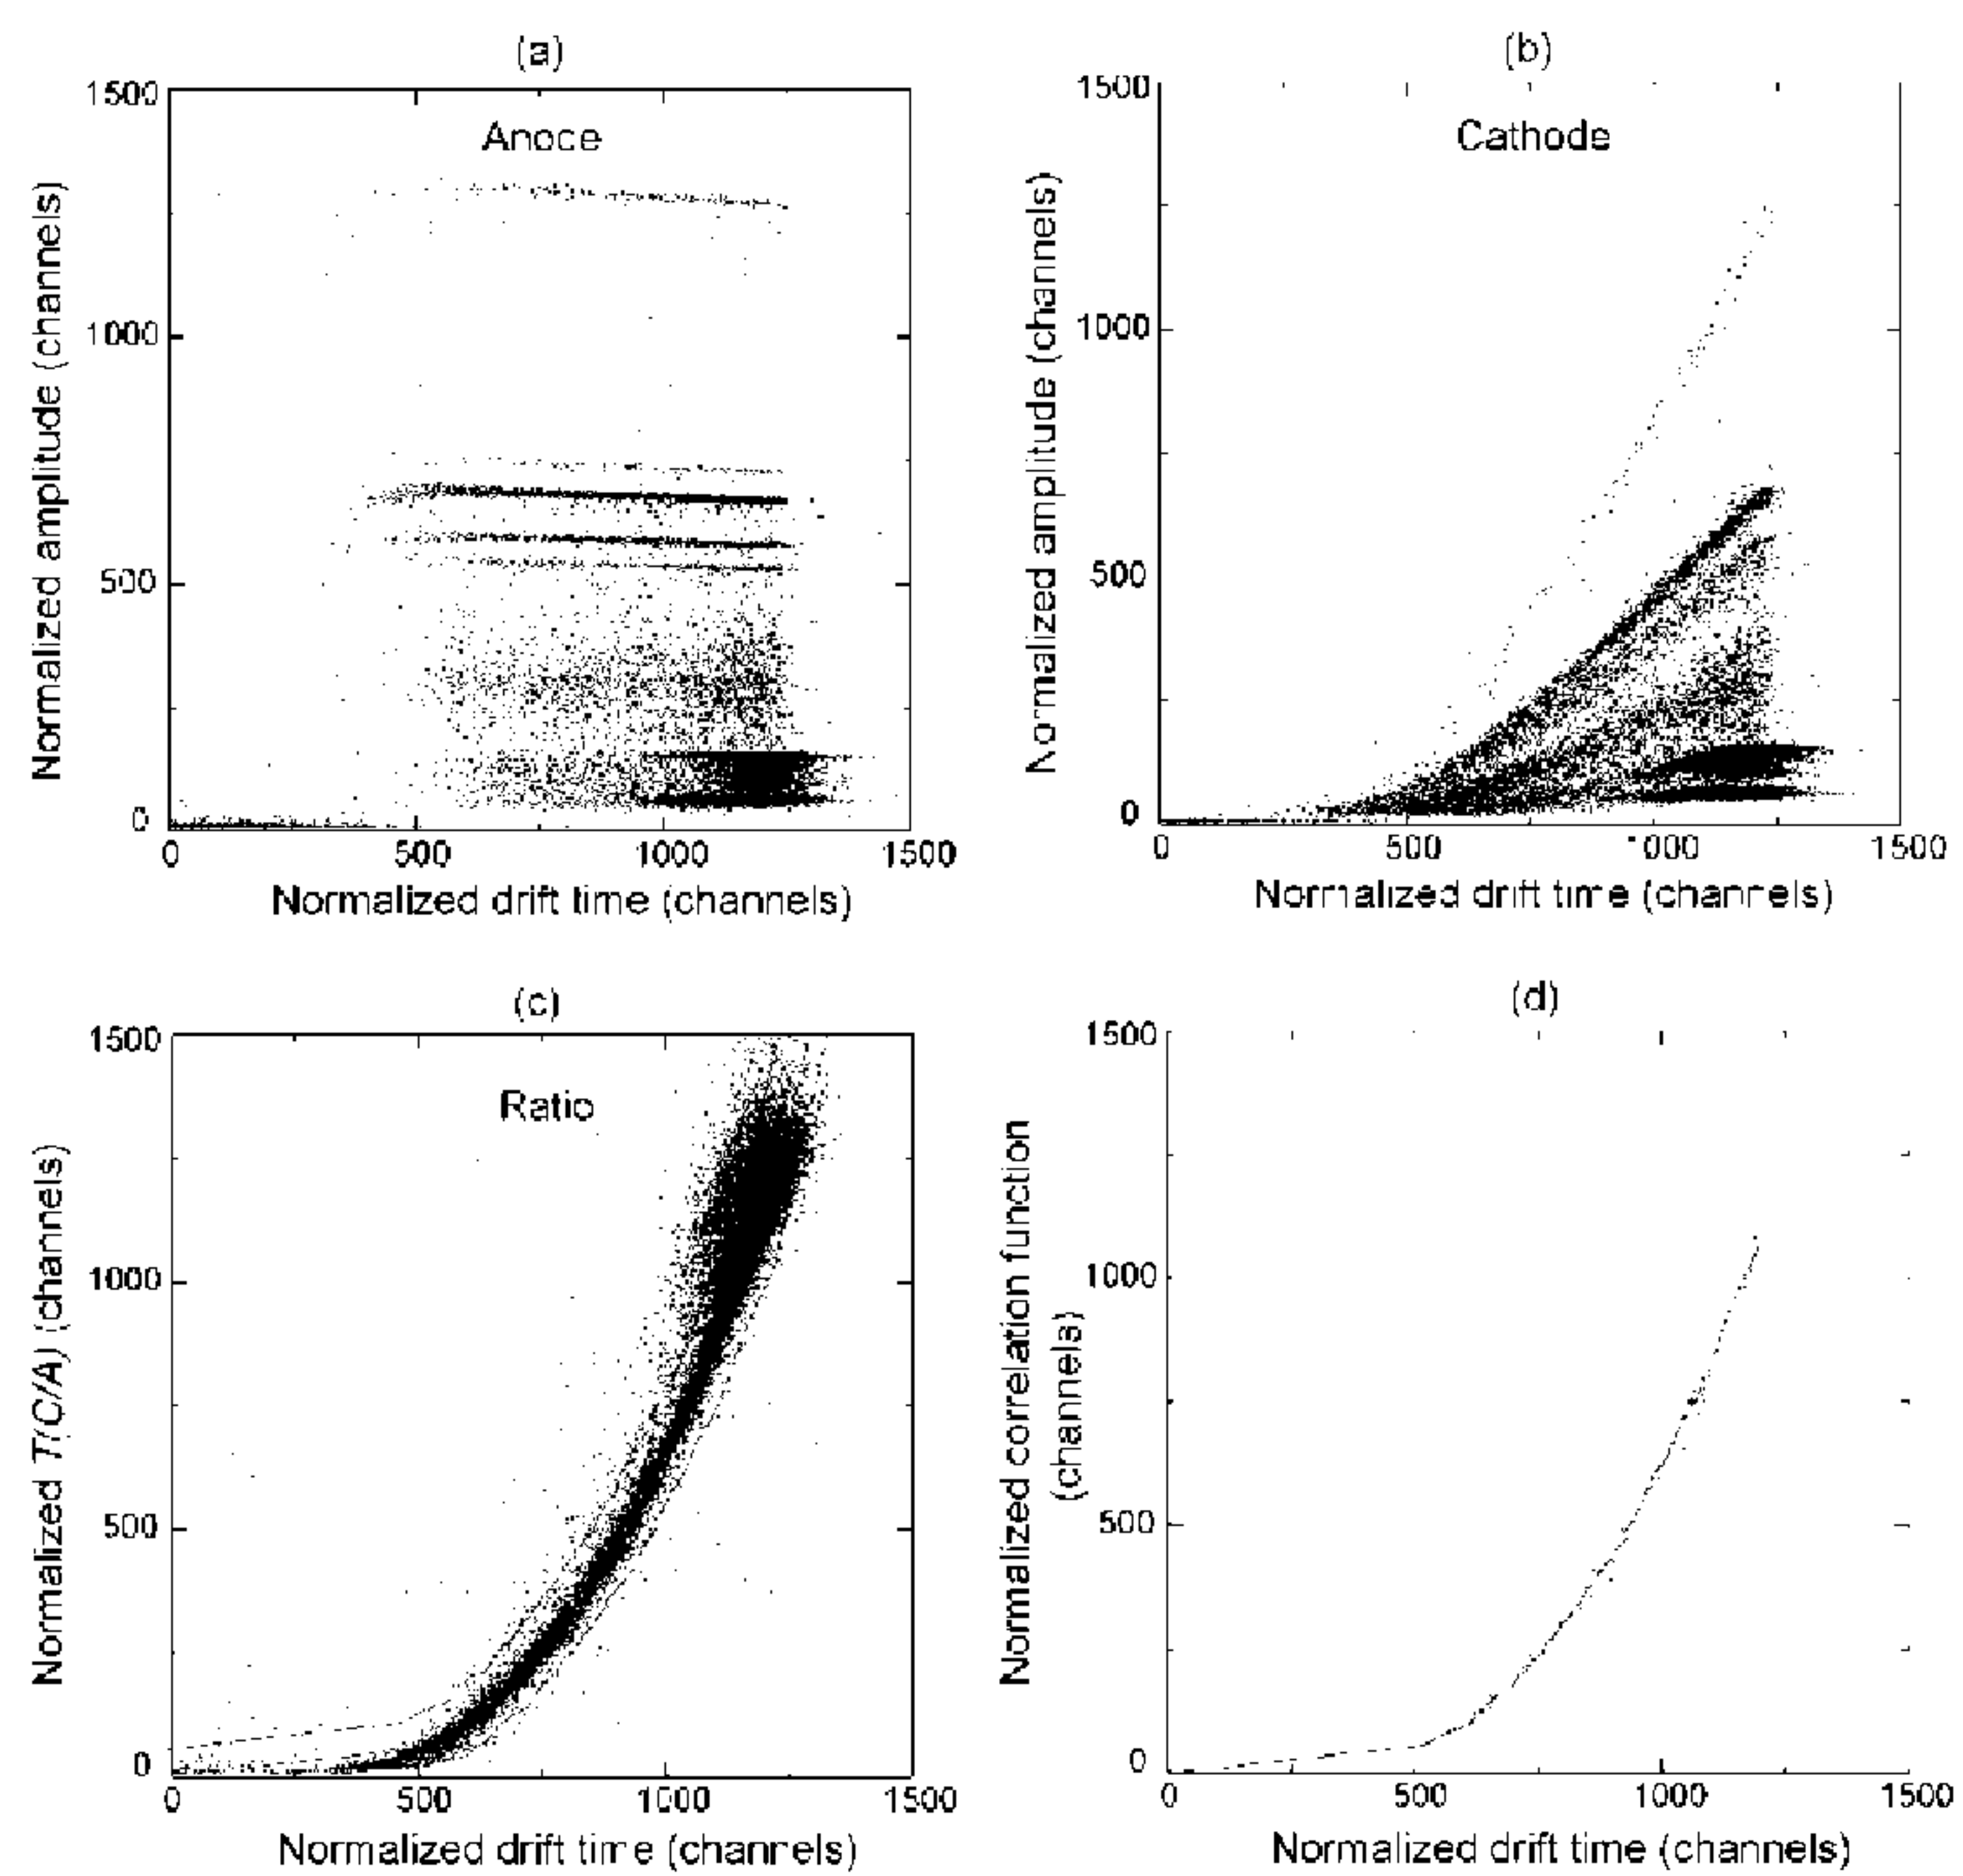 (a)
1500
Anoce
1000
500
0
0 500 1000 1500
Normalized amplitude (channels)
Normalized drift time (channels)
(b)
1500
Cathode
1000
500
0
0 500 1000 1500
Normalized amplitude (channels)
Normalized drift time (channels)
(c)
1500
Ratio
1000
500
0
0 500 1000 1500
Normalized T(C/A) (channels)
Normalized drift time (channels)
(d)
1500
1000
500
0
0 500 1000 1500
Normalized correlation function
(channels)
Normalized drift time (channels)